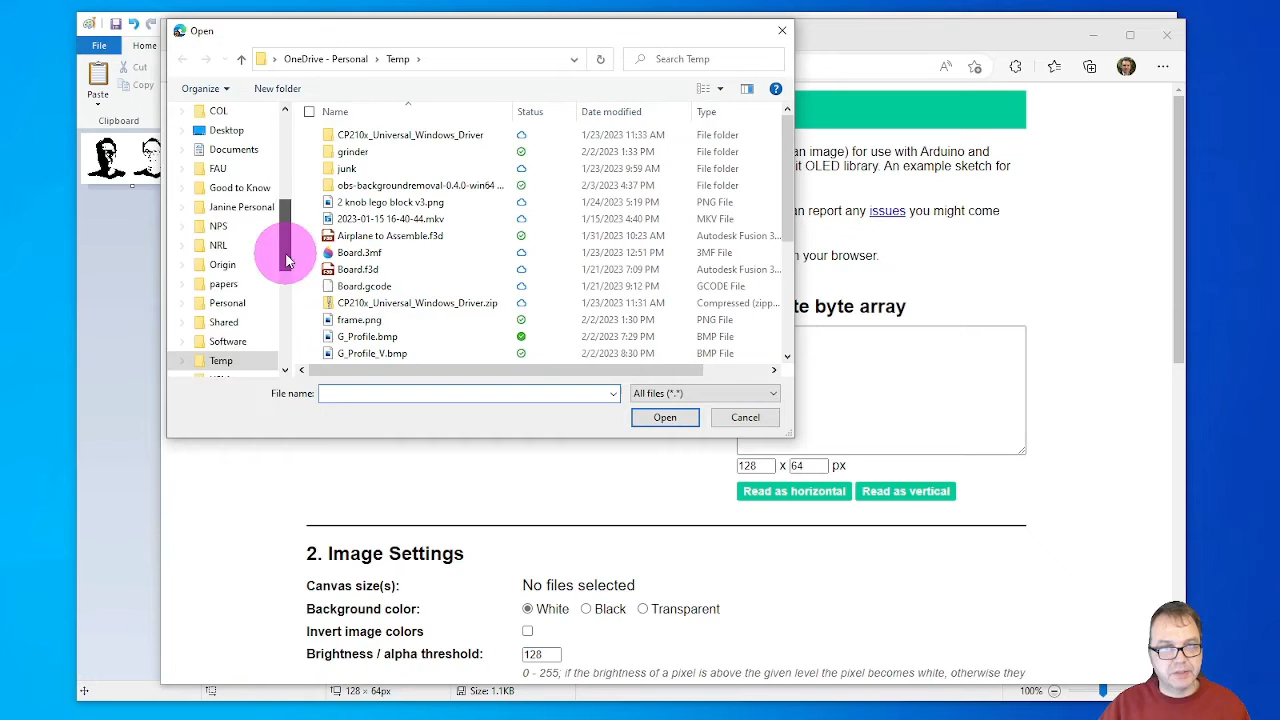 Open
File
Home
OneDrive - Personal
Temp
Search Temp
Paste
Cut
Copy
Clipboard
Organize
New folder
Name
Status
Date modified
Type
COL
Desktop
Documents
FAU
Good to Know
Janine Personal
NPS
NRL
Origin
papers
Personal
Shared
Software
Temp
CP210x_Universal_Windows_Driver 1/23/2023 11:33 AM File folder
grinder 2/2/2023 1:33 PM File folder
junk 1/23/2023 9:59 AM File folder
obs-backgroundremoval-0.4.0-win64 ... 2/3/2023 4:37 PM File folder
2 knob lego block v3.png 1/24/2023 5:19 PM PNG File
2023-01-15 16-40-44.mkv 1/15/2023 4:40 PM MKV File
Airplane to Assemble.f3d 1/31/2023 10:23 AM Autodesk Fusion 3...
Board.3mf 1/23/2023 12:51 PM 3MF File
Board.f3d 1/21/2023 7:09 PM Autodesk Fusion 3...
Board.gcode 1/21/2023 9:12 PM GCODE File
CP210x_Universal_Windows_Driver.zip 1/23/2023 11:31 AM Compressed (zipp...
frame.png 2/2/2023 1:30 PM PNG File
G_Profile.bmp 2/2/2023 7:29 PM BMP File
G_Profile_V.bmp 2/2/2023 8:30 PM BMP File
File name:
All files (*.*)
Open
Cancel
an image) for use with Arduino and
it OLED library. An example sketch for
can report any issues you might come
n your browser.
te byte array
128 x 64 px
Read as horizontal
Read as vertical
2. Image Settings
Canvas size(s): No files selected
Background color: White Black Transparent
Invert image colors
Brightness / alpha threshold: 128
0 - 255; if the brightness of a pixel is above the given level the pixel becomes white, otherwise they
128 × 64px
Size: 1.1KB
100%